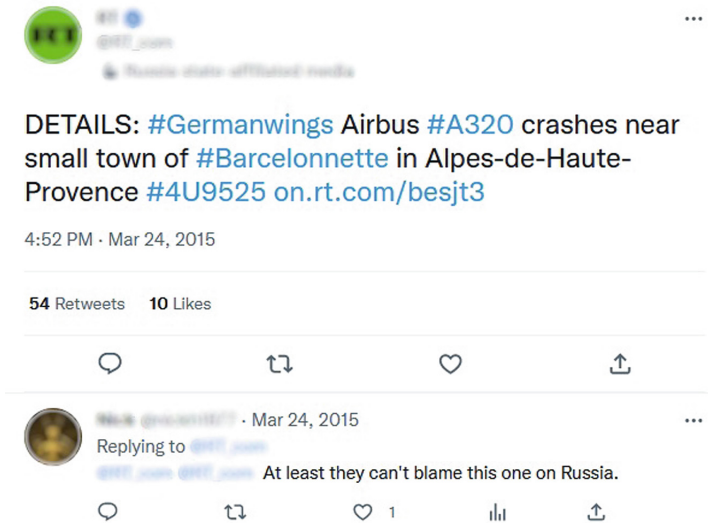 DETAILS: #Germanwings Airbus #A320 crashes near
small town of #Barcelonnette in Alpes-de-Haute-
Provence #4U9525 on.rt.com/besjt3
4:52 PM · Mar 24, 2015
54 Retweets 10 Likes
· Mar 24, 2015
Replying to
At least they can't blame this one on Russia.
1